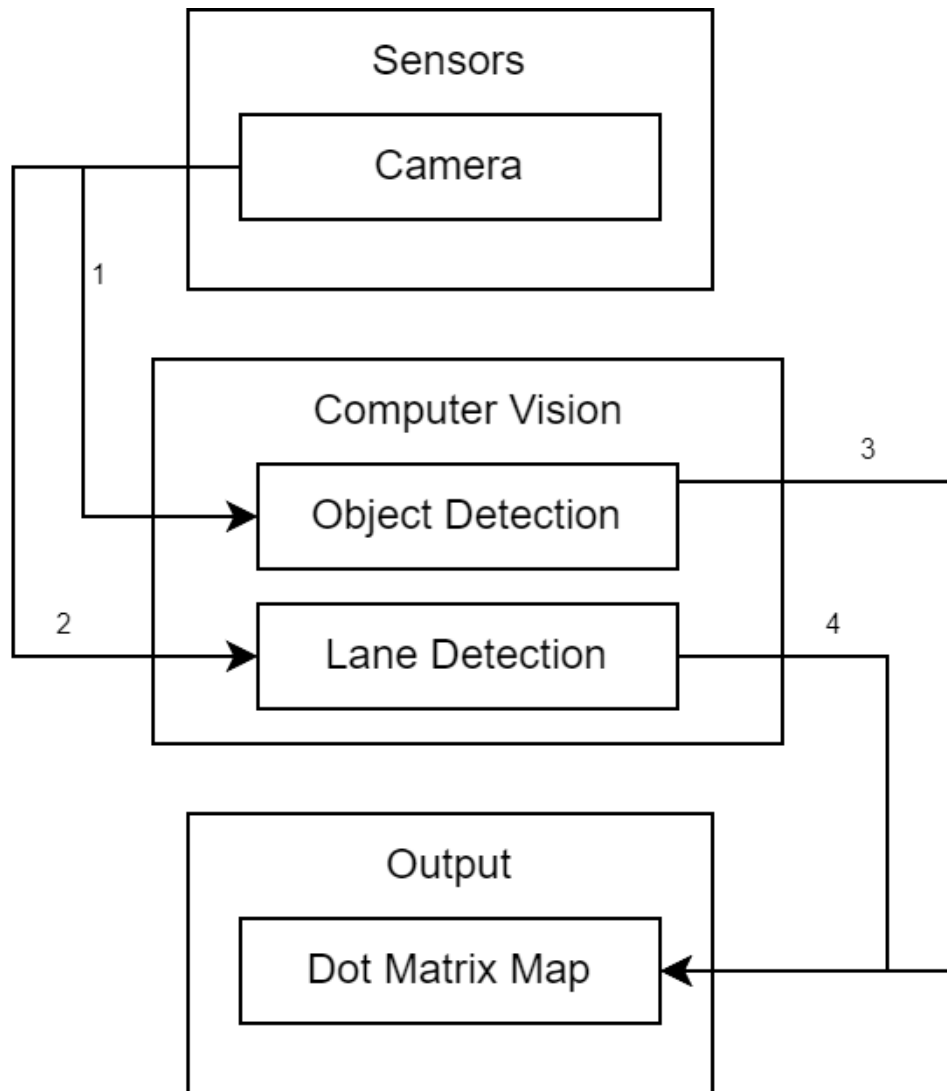 Sensors
Camera
1
Computer Vision
3
Object Detection
2
4
Lane Detection
Output
Dot Matrix Map